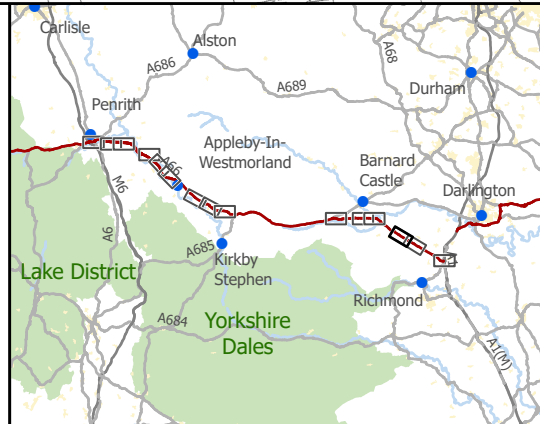 Carlisle
Alston
A686
A689
A68
Durham
Penrith
Appleby-In-
Westmorland
A66
Barnard
Castle
Darlington
M6
A6
A685
Kirkby
Stephen
Lake District
Richmond
A684
Yorkshire
Dales
A1(M)